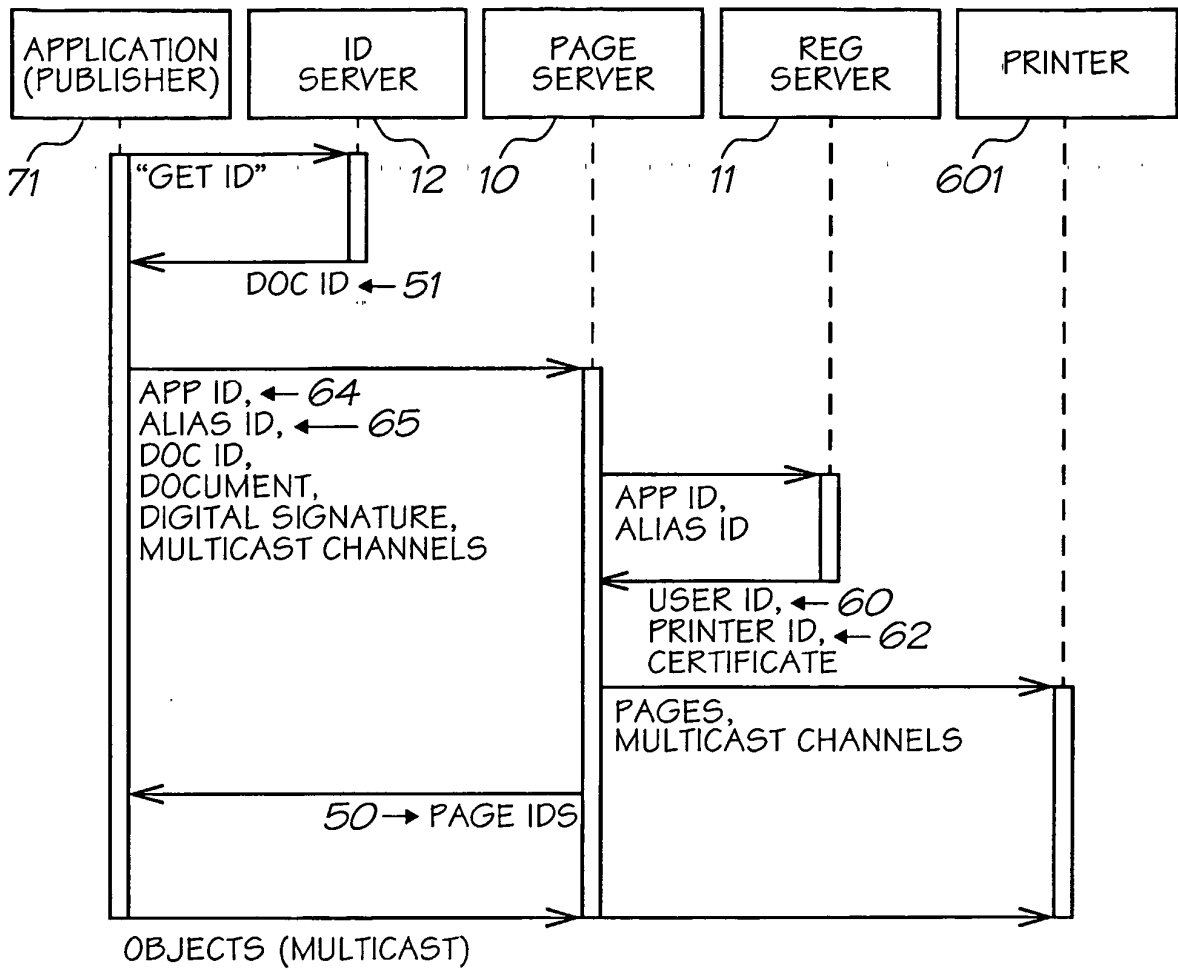 APPLICATION
(PUBLISHER)
ID
SERVER
PAGE
SERVER
REG
SERVER
PRINTER
71
12
10
11
601
"GET ID"
DOC ID ← 51
APP ID, ← 64
ALIAS ID, ← 65
DOC ID,
DOCUMENT,
DIGITAL SIGNATURE,
MULTICAST CHANNELS
APP ID,
ALIAS ID
USER ID, ← 60
PRINTER ID, ← 62
CERTIFICATE
PAGES,
MULTICAST CHANNELS
50 → PAGE IDS
OBJECTS (MULTICAST)